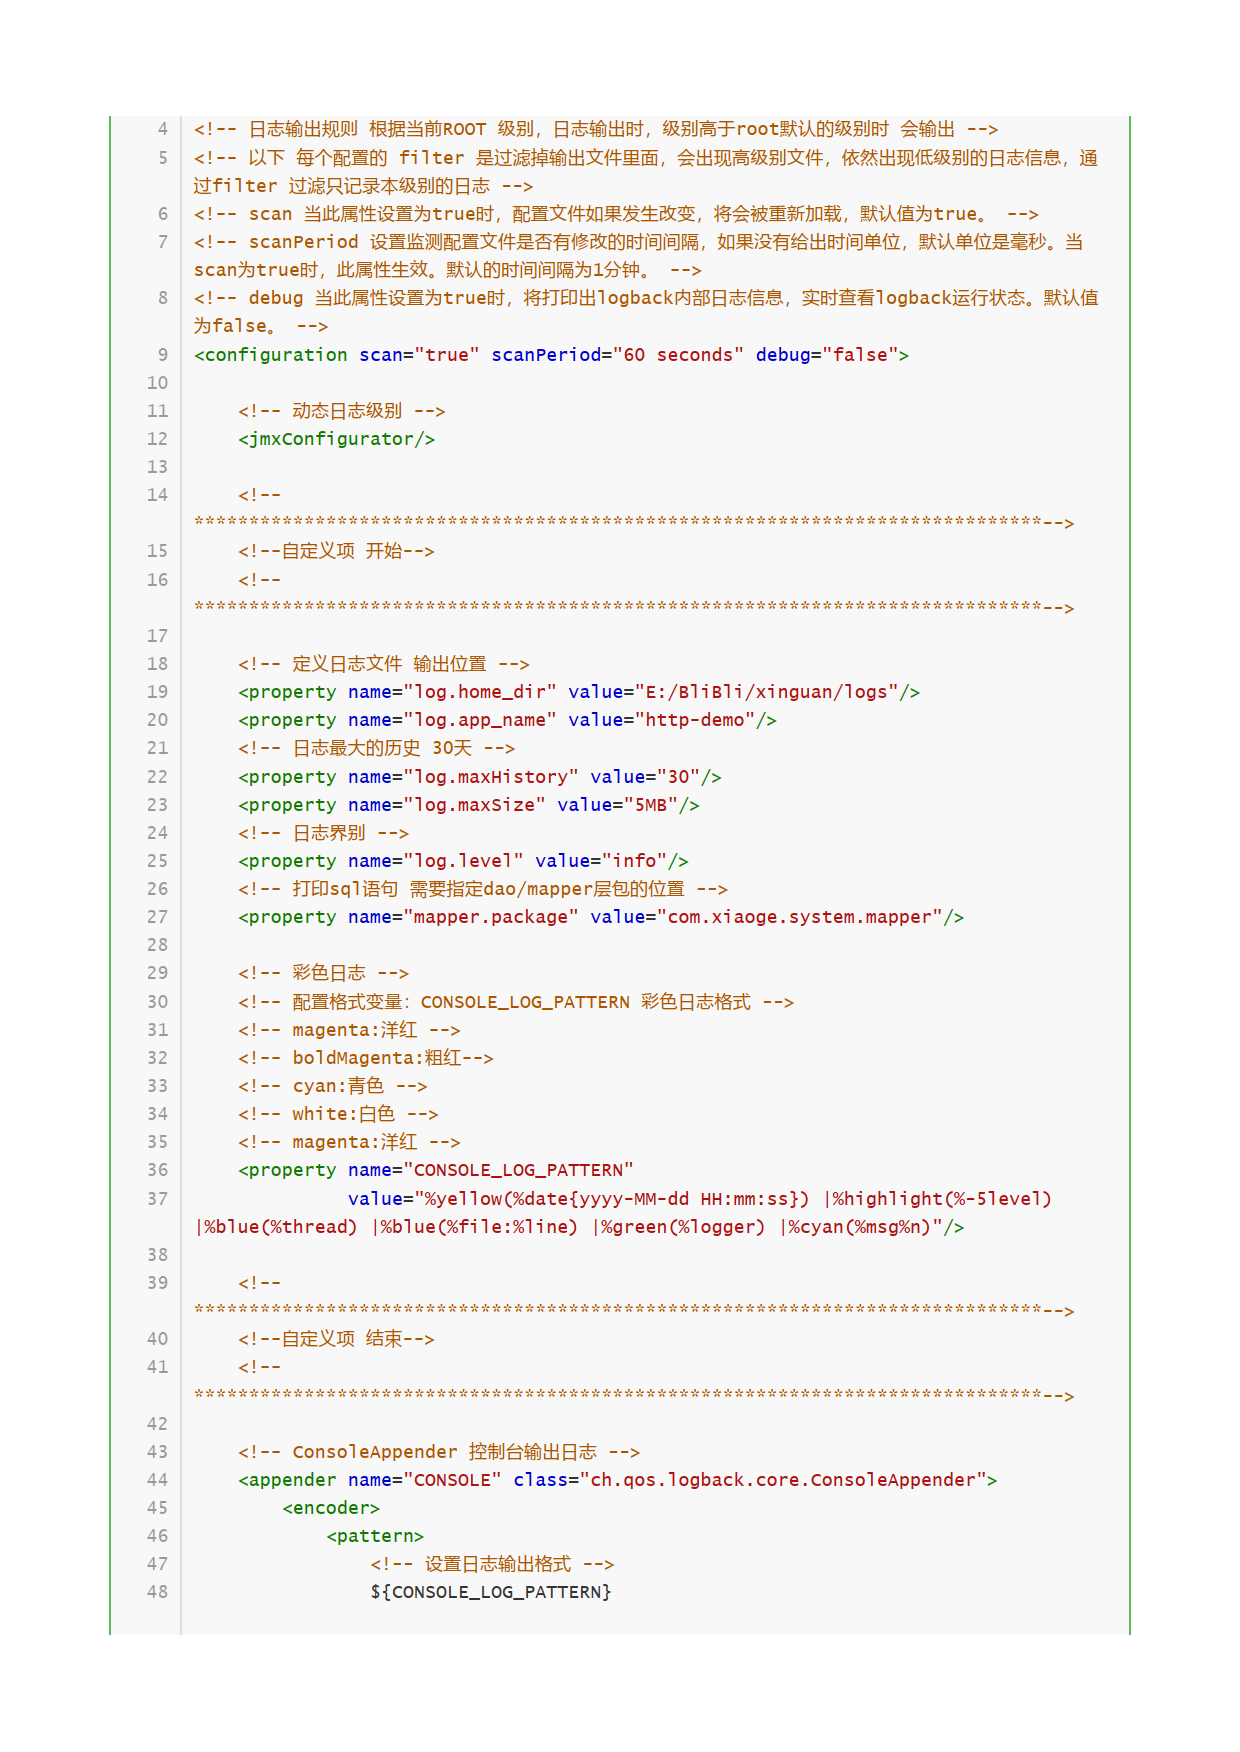 4 <!-- 日志输出规则 根据当前ROOT 级别，日志输出时，级别高于root默认的级别时 会输出 -->
5 <!-- 以下 每个配置的 filter 是过滤掉输出文件里面，会出现高级别文件，依然出现低级别的日志信息，通
过filter 过滤只记录本级别的日志 -->
6 <!-- scan 当此属性设置为true时，配置文件如果发生改变，将会被重新加载，默认值为true。 -->
7 <!-- scanPeriod 设置监测配置文件是否有修改的时间间隔，如果没有给出时间单位，默认单位是毫秒。当
scan为true时，此属性生效。默认的时间间隔为1分钟。 -->
8 <!-- debug 当此属性设置为true时，将打印出logback内部日志信息，实时查看logback运行状态。默认值
为false。 -->
9 <configuration scan="true" scanPeriod="60 seconds" debug="false">
10
11     <!-- 动态日志级别 -->
12     <jmxConfigurator/>
13
14     <!--
*****************************************************************************-->
15     <!--自定义项 开始-->
16     <!--
*****************************************************************************-->
17
18     <!-- 定义日志文件 输出位置 -->
19     <property name="log.home_dir" value="E:/BliBli/xinguan/logs"/>
20     <property name="log.app_name" value="http-demo"/>
21     <!-- 日志最大的历史 30天 -->
22     <property name="log.maxHistory" value="30"/>
23     <property name="log.maxSize" value="5MB"/>
24     <!-- 日志界别 -->
25     <property name="log.level" value="info"/>
26     <!-- 打印sql语句 需要指定dao/mapper层包的位置 -->
27     <property name="mapper.package" value="com.xiaoge.system.mapper"/>
28
29     <!-- 彩色日志 -->
30     <!-- 配置格式变量：CONSOLE_LOG_PATTERN 彩色日志格式 -->
31     <!-- magenta:洋红 -->
32     <!-- boldMagenta:粗红-->
33     <!-- cyan:青色 -->
34     <!-- white:白色 -->
35     <!-- magenta:洋红 -->
36     <property name="CONSOLE_LOG_PATTERN"
37               value="%yellow(%date{yyyy-MM-dd HH:mm:ss}) |%highlight(%-5level)
|%blue(%thread) |%blue(%file:%line) |%green(%logger) |%cyan(%msg%n)"/>
38
39     <!--
*****************************************************************************-->
40     <!--自定义项 结束-->
41     <!--
*****************************************************************************-->
42
43     <!-- ConsoleAppender 控制台输出日志 -->
44     <appender name="CONSOLE" class="ch.qos.logback.core.ConsoleAppender">
45         <encoder>
46             <pattern>
47                 <!-- 设置日志输出格式 -->
48                 ${CONSOLE_LOG_PATTERN}